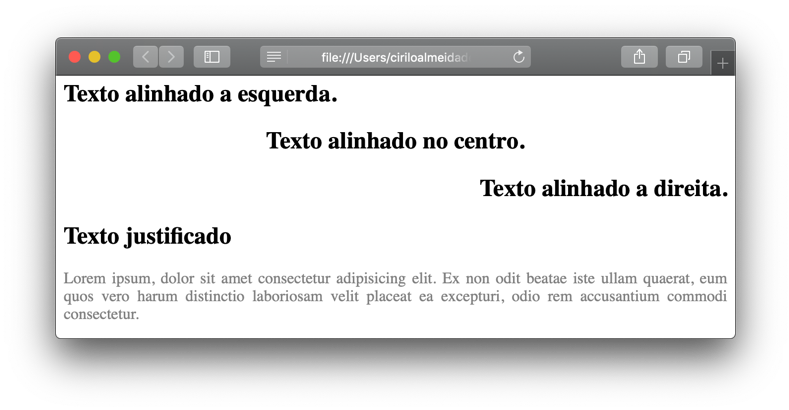 file:///Users/ciriloalmeidad
Texto alinhado a esquerda.
Texto alinhado no centro.
Texto alinhado a direita.
Texto justificado
Lorem ipsum, dolor sit amet consectetur adipisicing elit. Ex non odit beatae iste ullam quaerat, eum
quos vero harum distinctio laboriosam velit placeat ea excepturi, odio rem accusantium commodi
consectetur.